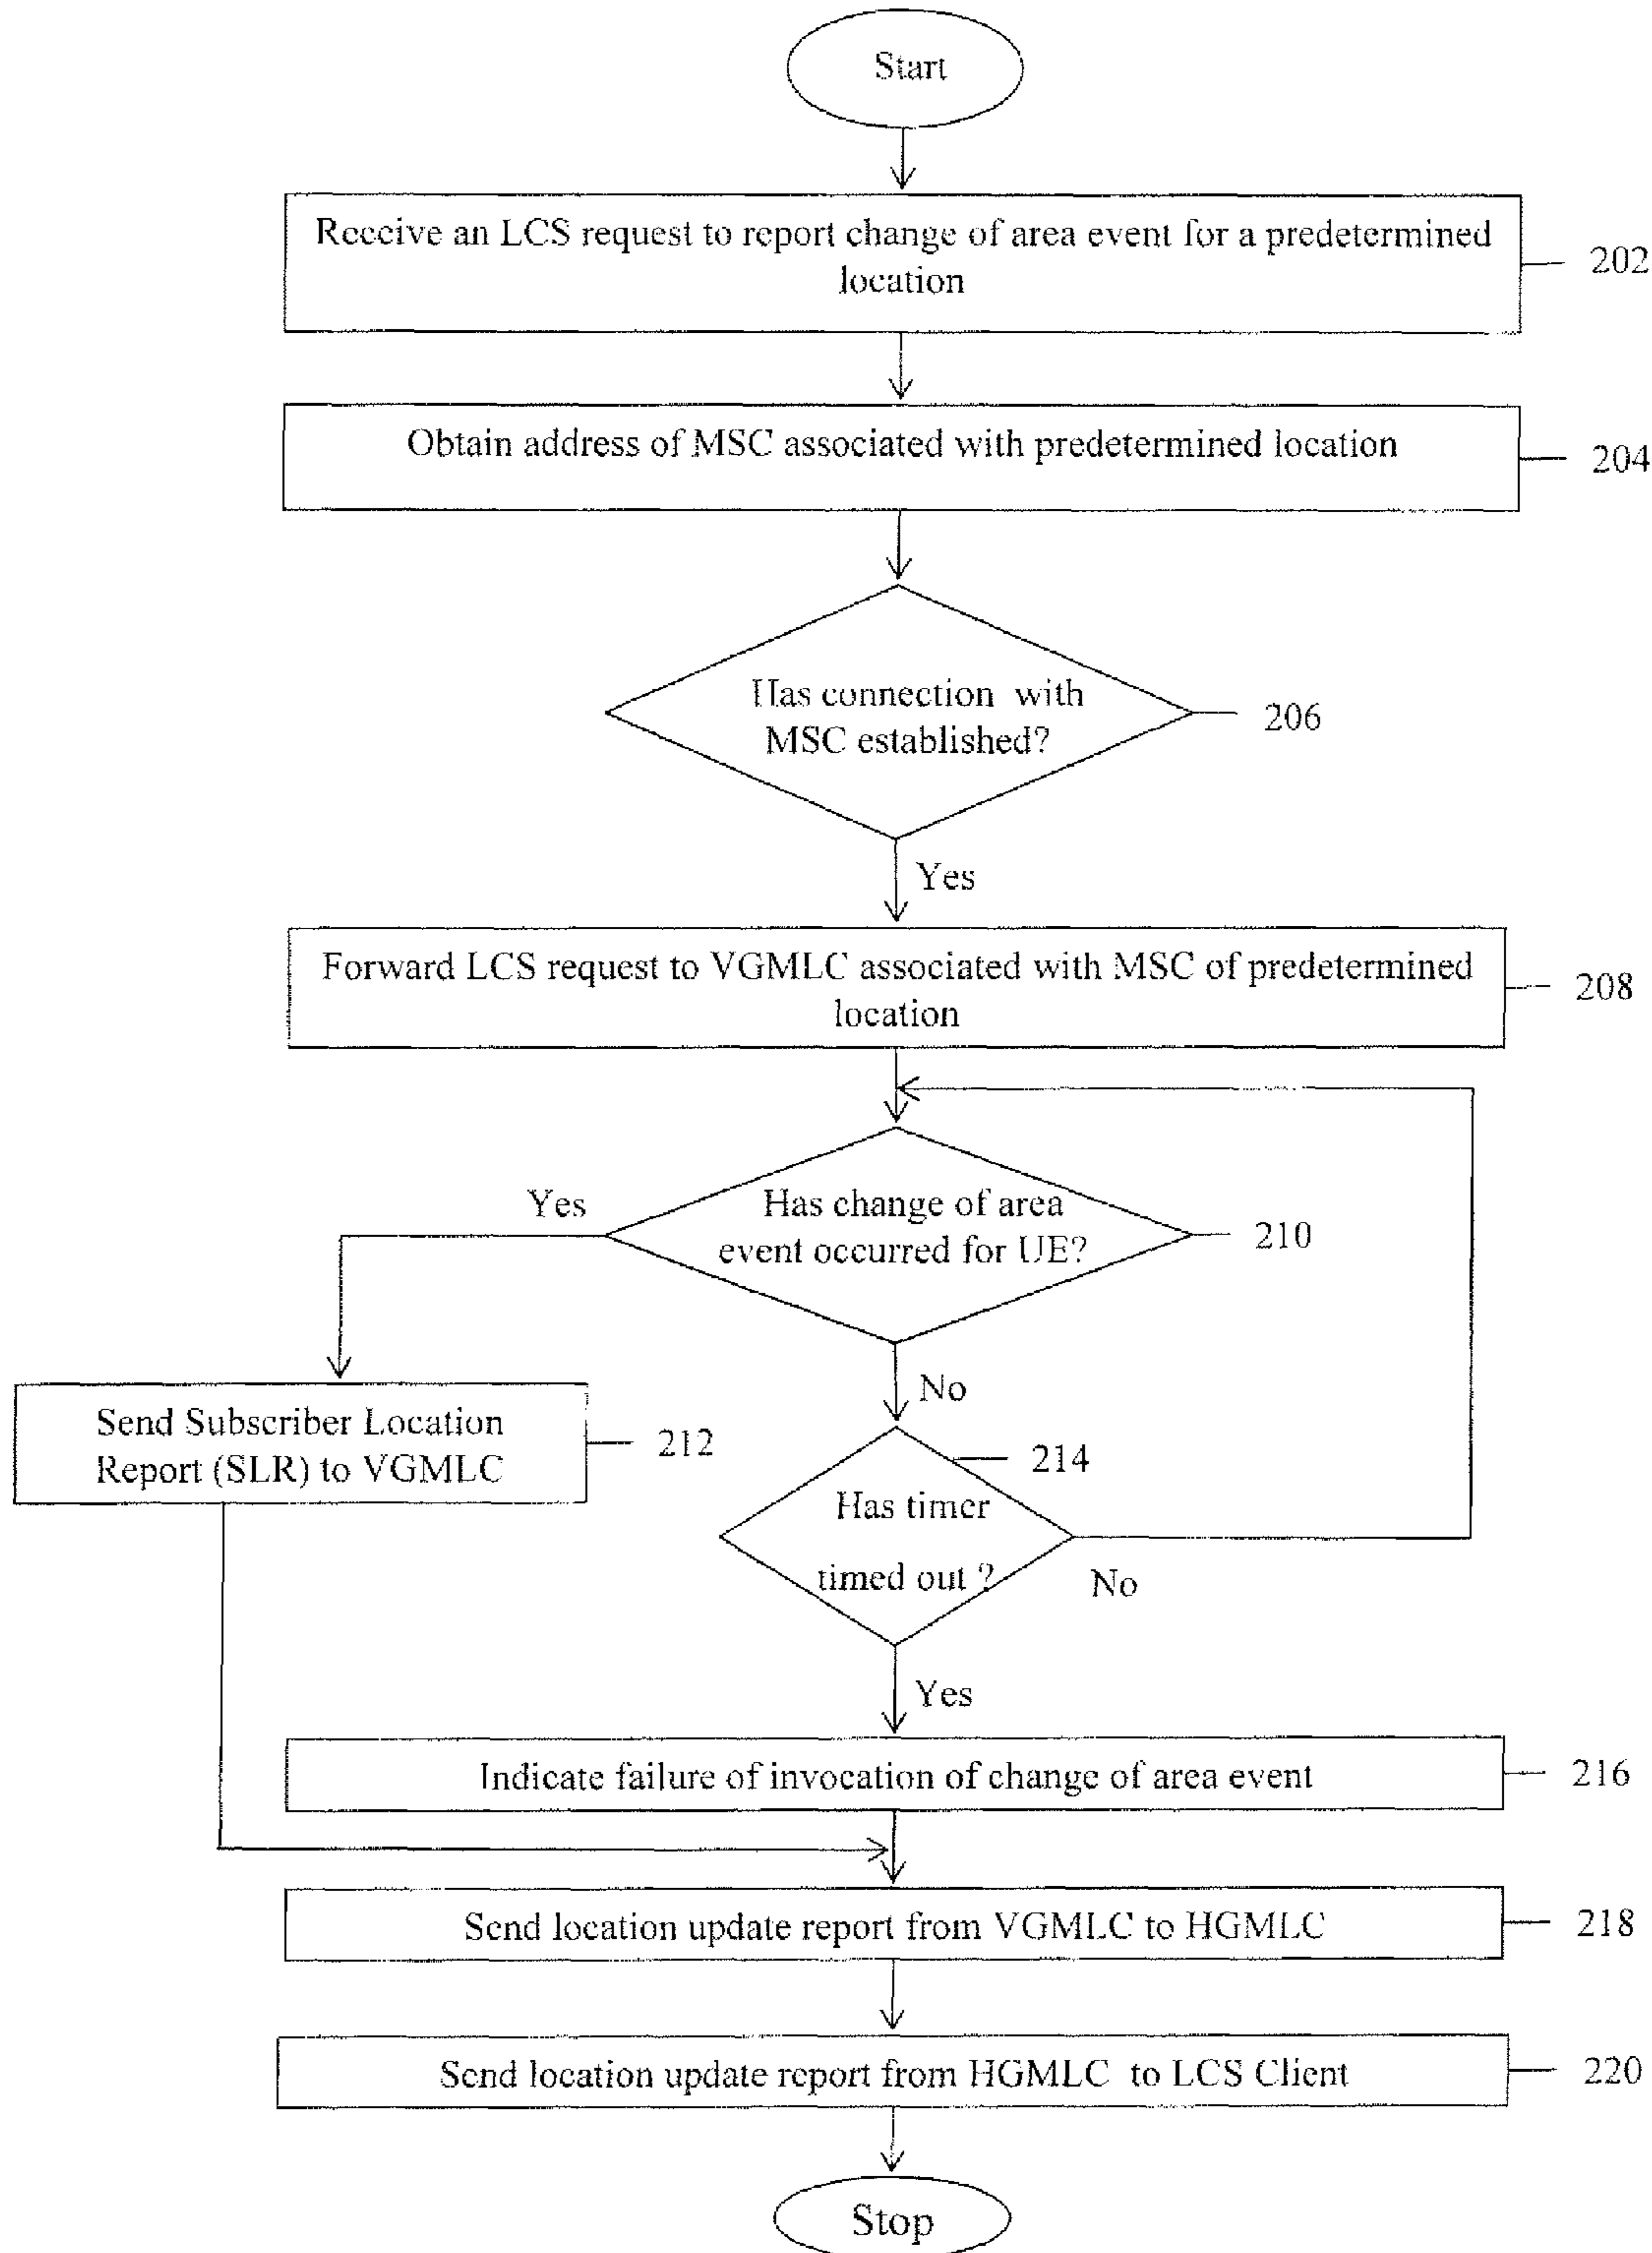 Start
Receive an LCS request to report change of area event for a predetermined
location
202
Obtain address of MSC associated with predetermined location
204
Has connection with
MSC established?
206
Yes
Forward LCS request to VGMLC associated with MSC of predetermined
location
208
Yes
Has change of area
event occurred for UE?
210
No
Send Subscriber Location
Report (SLR) to VGMLC
212
214
Has timer
timed out ?
No
Yes
Indicate failure of invocation of change of area event
216
Send location update report from VGMLC to HGMLC
218
Send location update report from HGMLC to LCS Client
220
Stop